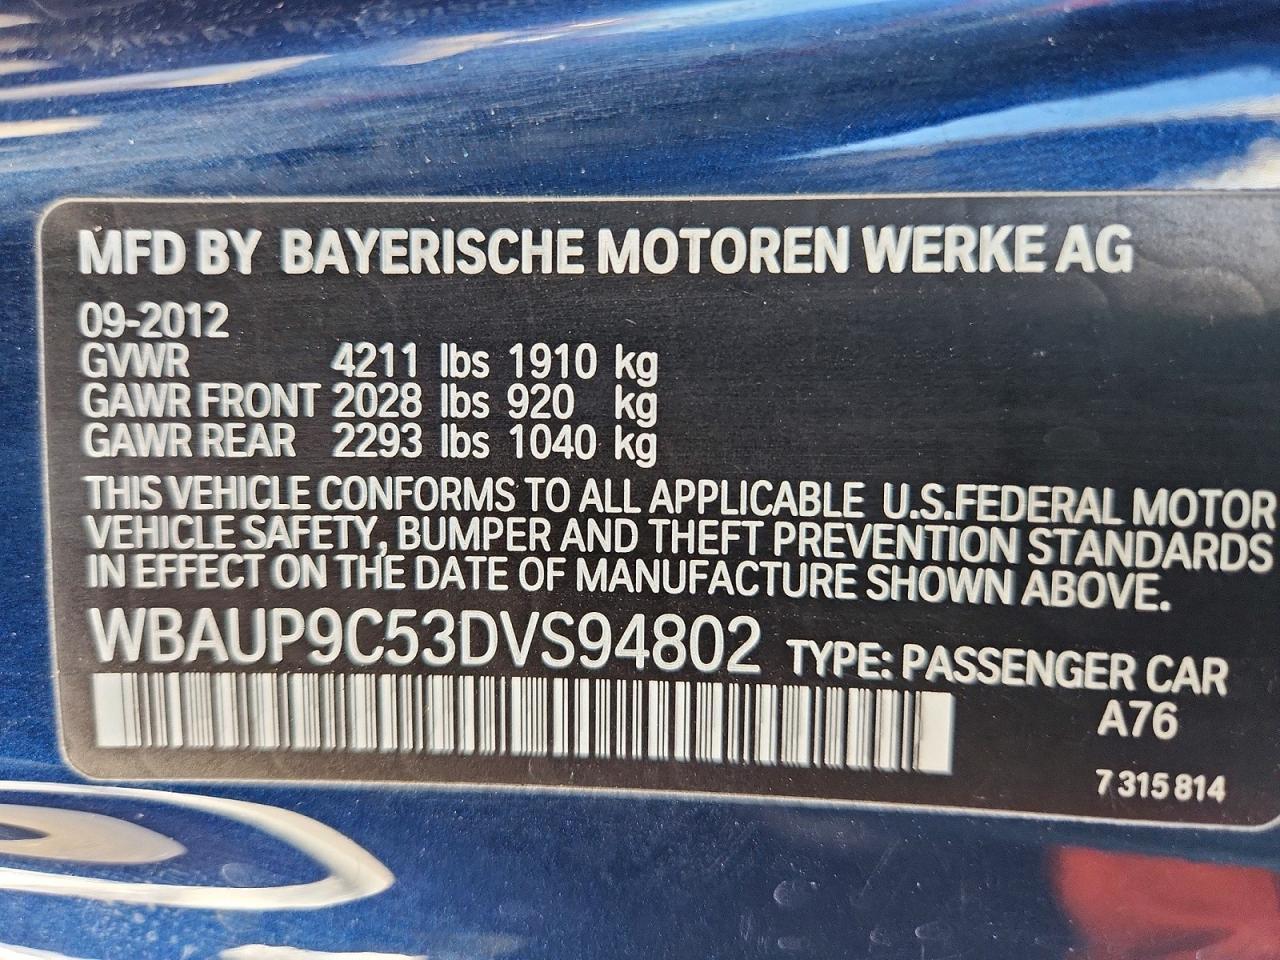 MFD BY BAYERISCHE MOTOREN WERKE AG
09-2012
GVWR 4211 lbs 1910 kg
GAWR FRONT 2028 lbs 920 kg
GAWR REAR 2293 lbs 1040 kg
THIS VEHICLE CONFORMS TO ALL APPLICABLE U.S.FEDERAL MOTOR
VEHICLE SAFETY, BUMPER AND THEFT PREVENTION STANDARDS
IN EFFECT ON THE DATE OF MANUFACTURE SHOWN ABOVE.
WBAUP9C53DVS94802 TYPE: PASSENGER CAR
A76
7 315 814